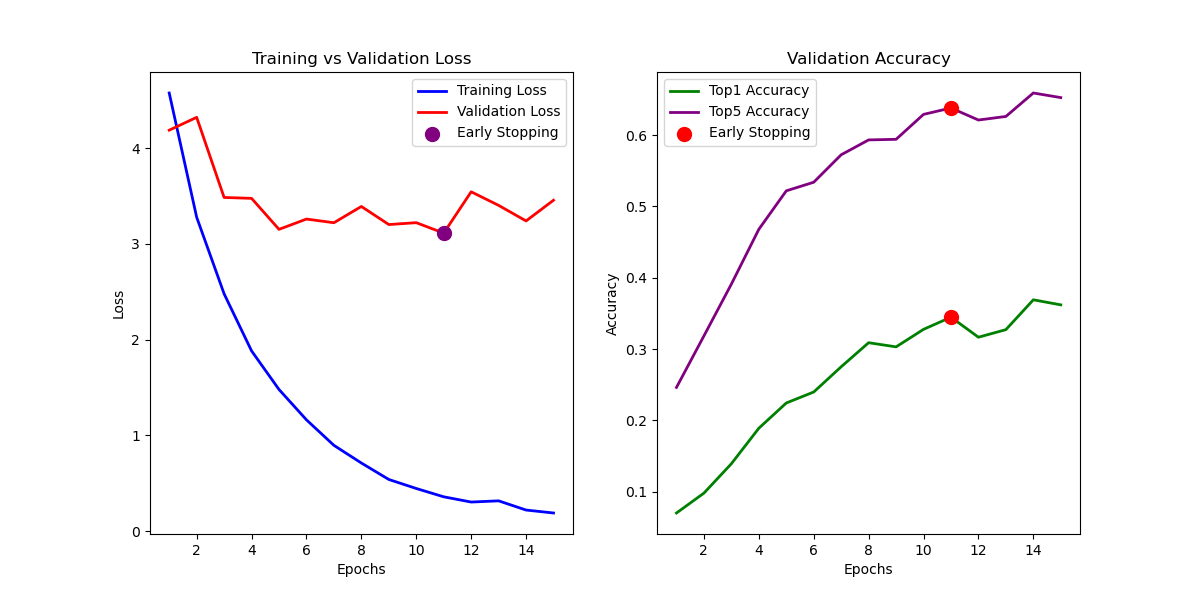 Training vs Validation Loss
Training Loss
Validation Loss
Early Stopping
4
3
2
1
0
Loss
2 4 6 8 10 12 14
Epochs
Validation Accuracy
Top1 Accuracy
Top5 Accuracy
Early Stopping
0.6
0.5
0.4
0.3
0.2
0.1
Accuracy
2 4 6 8 10 12 14
Epochs